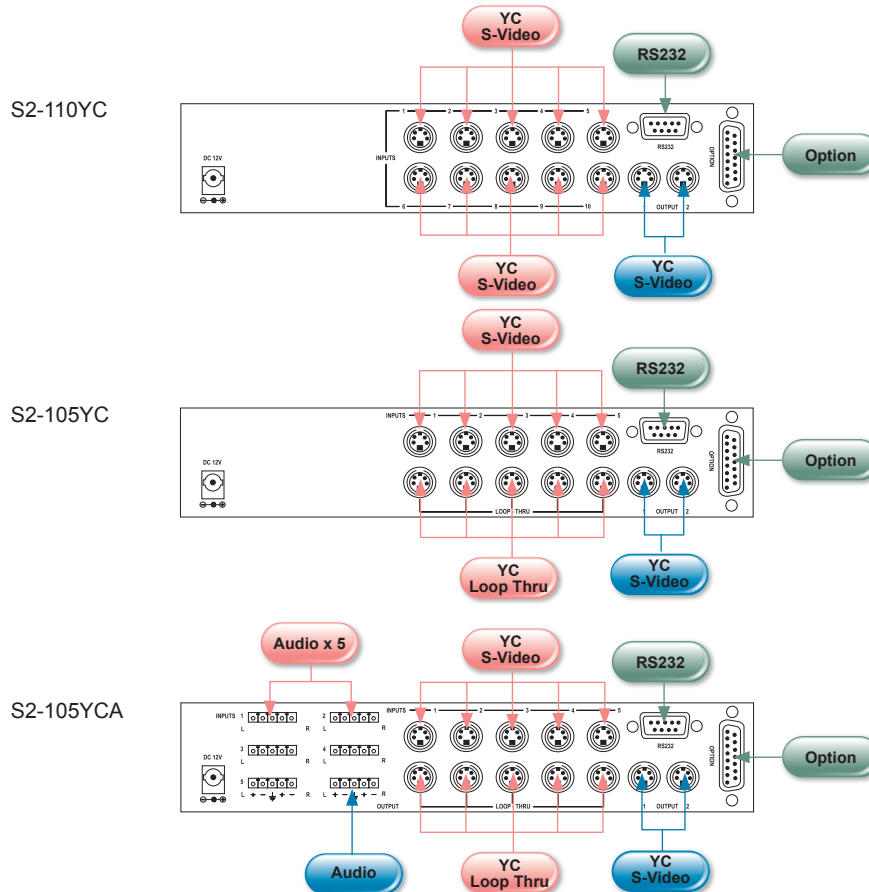 YC
S-Video
RS232
S2-110YC
1 2 3 4 5
DC 12V
INPUTS
RS232
OPTION
Option
6 7 8 9 10
OUTPUT 2
YC
S-Video
YC
S-Video
YC
S-Video
RS232
S2-105YC
INPUTS 1 2 3 4 5
DC 12V
RS232
OPTION
Option
LOOP THRU
1 OUTPUT 2
YC
Loop Thru
YC
S-Video
Audio x 5
YC
S-Video
RS232
S2-105YCA
INPUTS 1 2
L R L R
INPUTS 1 2 3 4 5
3 4
L R L R
DC 12V
RS232
OPTION
Option
5
L + − + − R L + − + − R
OUTPUT
LOOP THRU
1 OUTPUT 2
Audio
YC
Loop Thru
YC
S-Video